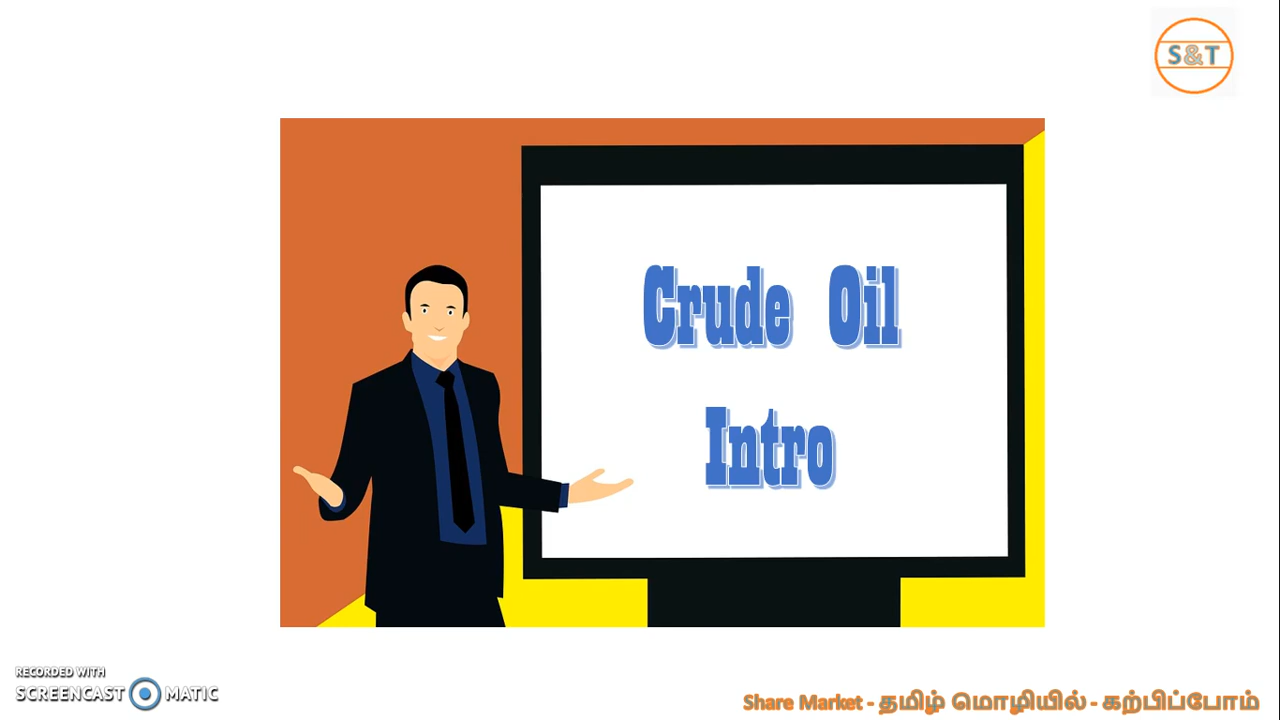 S&T
Crude Oil
Intro
RECORDED WITH
SCREENCAST MATIC
Share Market - தமிழ் மொழியில் - கற்பிப்போம்